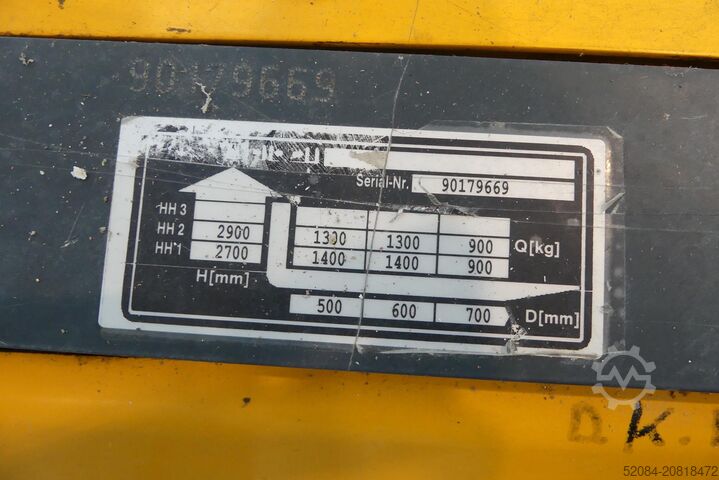 90179669
Serial-Nr. 90179669
HH 3
HH 2 2900 1300 1300 900 Q[kg]
HH 1 2700 1400 1400 900
H[mm]
500 600 700 D[mm]
D.K.
52084-20818472